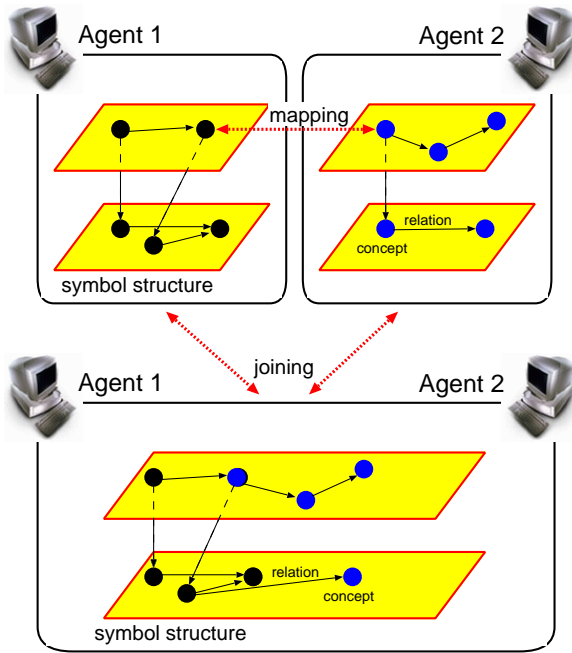 Agent 1
Agent 2
mapping
relation
concept
symbol structure
joining
Agent 1
Agent 2
relation
concept
symbol structure